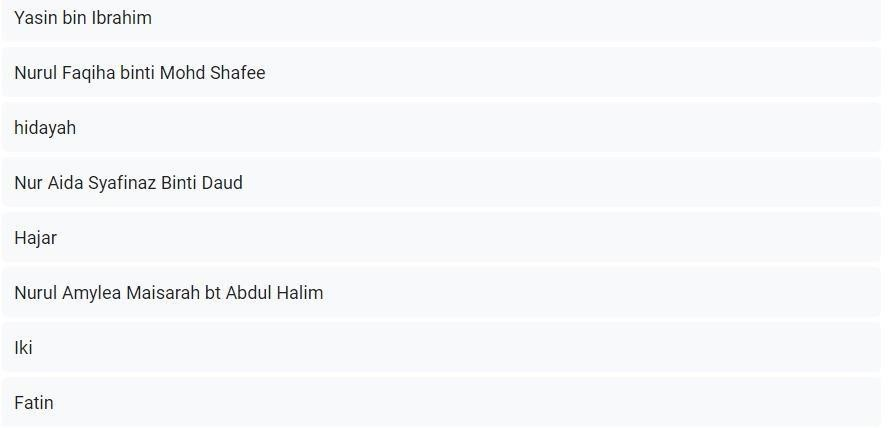 Yasin bin Ibrahim
Nurul Faqiha binti Mohd Shafee
hidayah
Nur Aida Syafinaz Binti Daud
Hajar
Nurul Amylea Maisarah bt Abdul Halim
Iki
Fatin